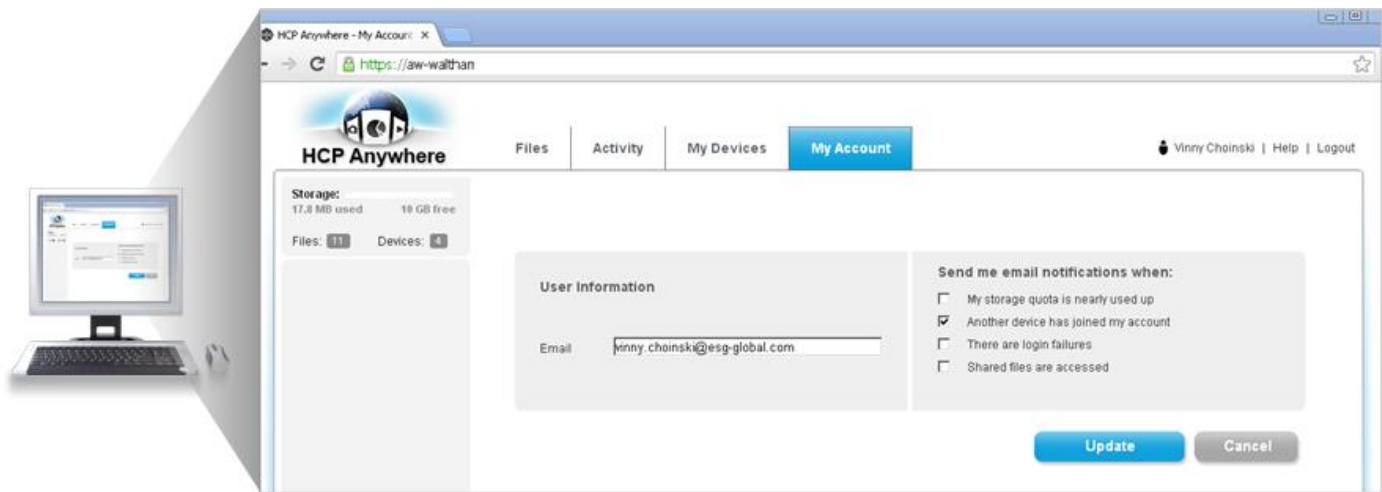 HCP Anywhere - My Account
https://aw-walthan
HCP Anywhere
Files
Activity
My Devices
My Account
Vinny Choinski | Help | Logout
Storage:
17.8 MB used 10 GB free
Files: 11 Devices: 4
User Information
Email vinny.choinski@esg-global.com
Send me email notifications when:
My storage quota is nearly used up
Another device has joined my account
There are login failures
Shared files are accessed
Update
Cancel